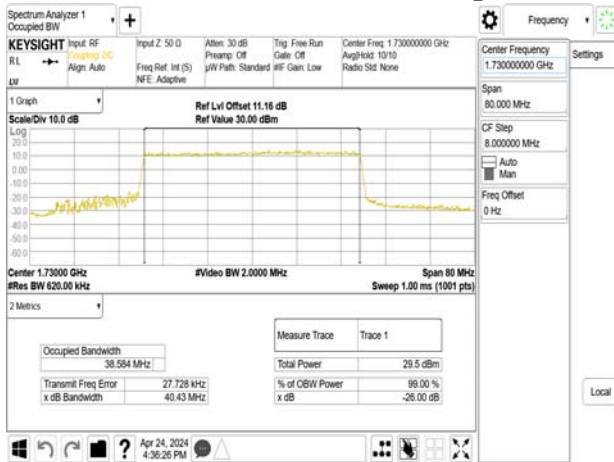 Spectrum Analyzer 1
Occupied BW
Frequency
KEYSIGHT
Input: RF
Coupling: DC
Align: Auto
RL
Input Z: 50 Ω
Freq Ref: Int (S)
NFE: Adaptive
Atten: 30 dB
Preamp: Off
µW Path: Standard
Trig: Free Run
Gate: Off
#IF Gain: Low
Center Freq: 1.730000000 GHz
Avg|Hold: 10/10
Radio Std: None
Center Frequency
1.730000000 GHz
Settings
Span
80.000 MHz
CF Step
8.000000 MHz
Auto
Man
Freq Offset
0 Hz
Local
1 Graph
Scale/Div 10.0 dB
Ref Lvl Offset 11.16 dB
Ref Value 30.00 dBm
Log
20.0
10.0
0.00
-10.0
-20.0
-30.0
-40.0
-50.0
-60.0
Center 1.73000 GHz
#Res BW 620.00 kHz
#Video BW 2.0000 MHz
Span 80 MHz
Sweep 1.00 ms (1001 pts)
2 Metrics
Measure Trace
Trace 1
Occupied Bandwidth
38.584 MHz
Total Power
29.5 dBm
Transmit Freq Error
27.728 kHz
% of OBW Power
99.00 %
x dB Bandwidth
40.43 MHz
x dB
-26.00 dB
Apr 24, 2024
4:36:26 PM